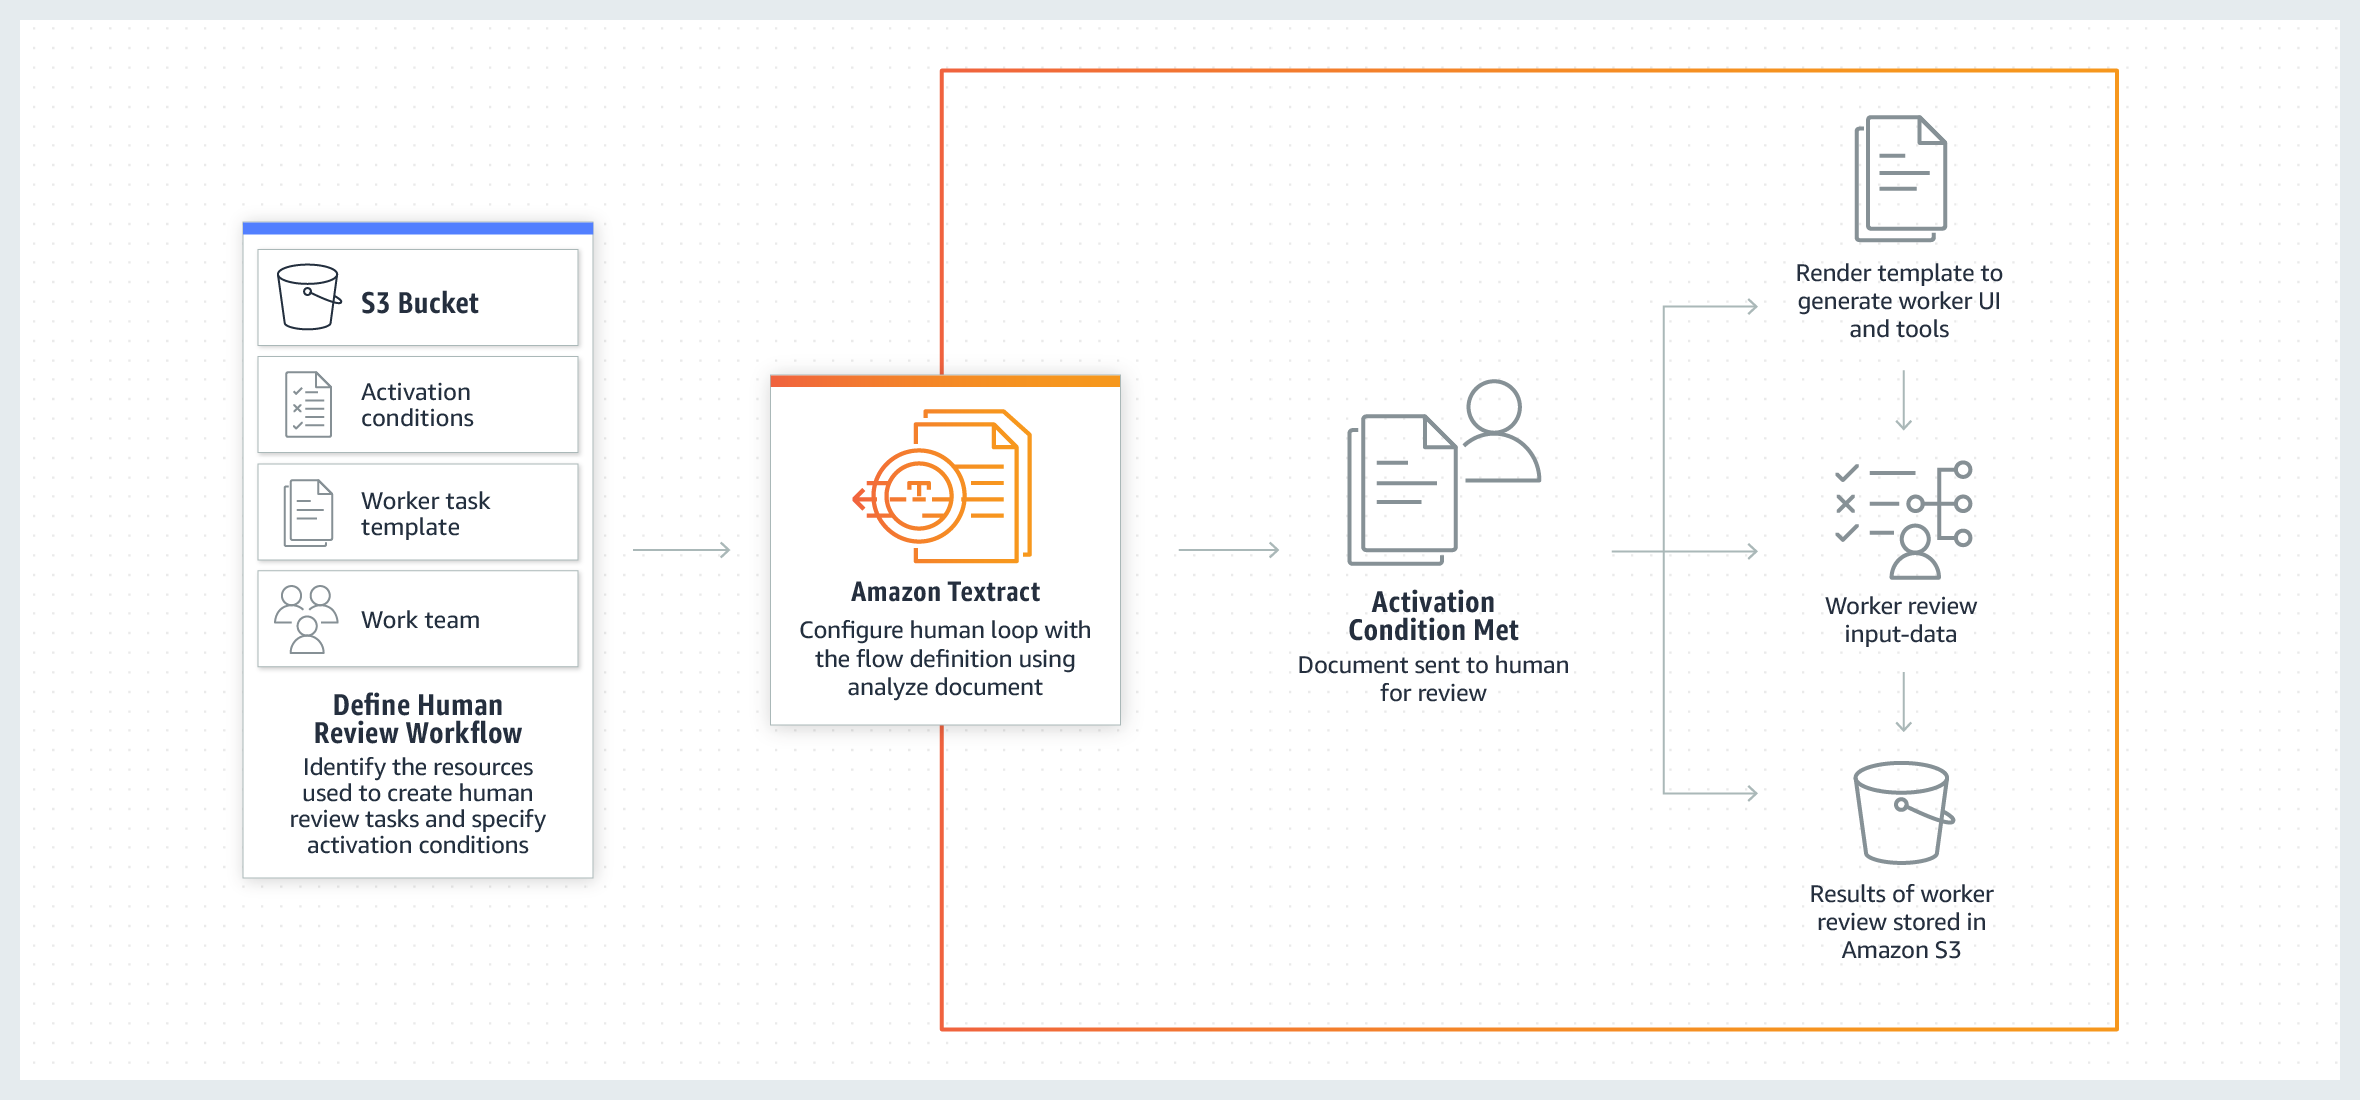 S3 Bucket
Activation
conditions
Worker task
template
Work team
Define Human
Review Workflow
Identify the resources
used to create human
review tasks and specify
activation conditions
T
Amazon Textract
Configure human loop with
the flow definition using
analyze document
Activation
Condition Met
Document sent to human
for review
Render template to
generate worker UI
and tools
Worker review
input-data
Results of worker
review stored in
Amazon S3